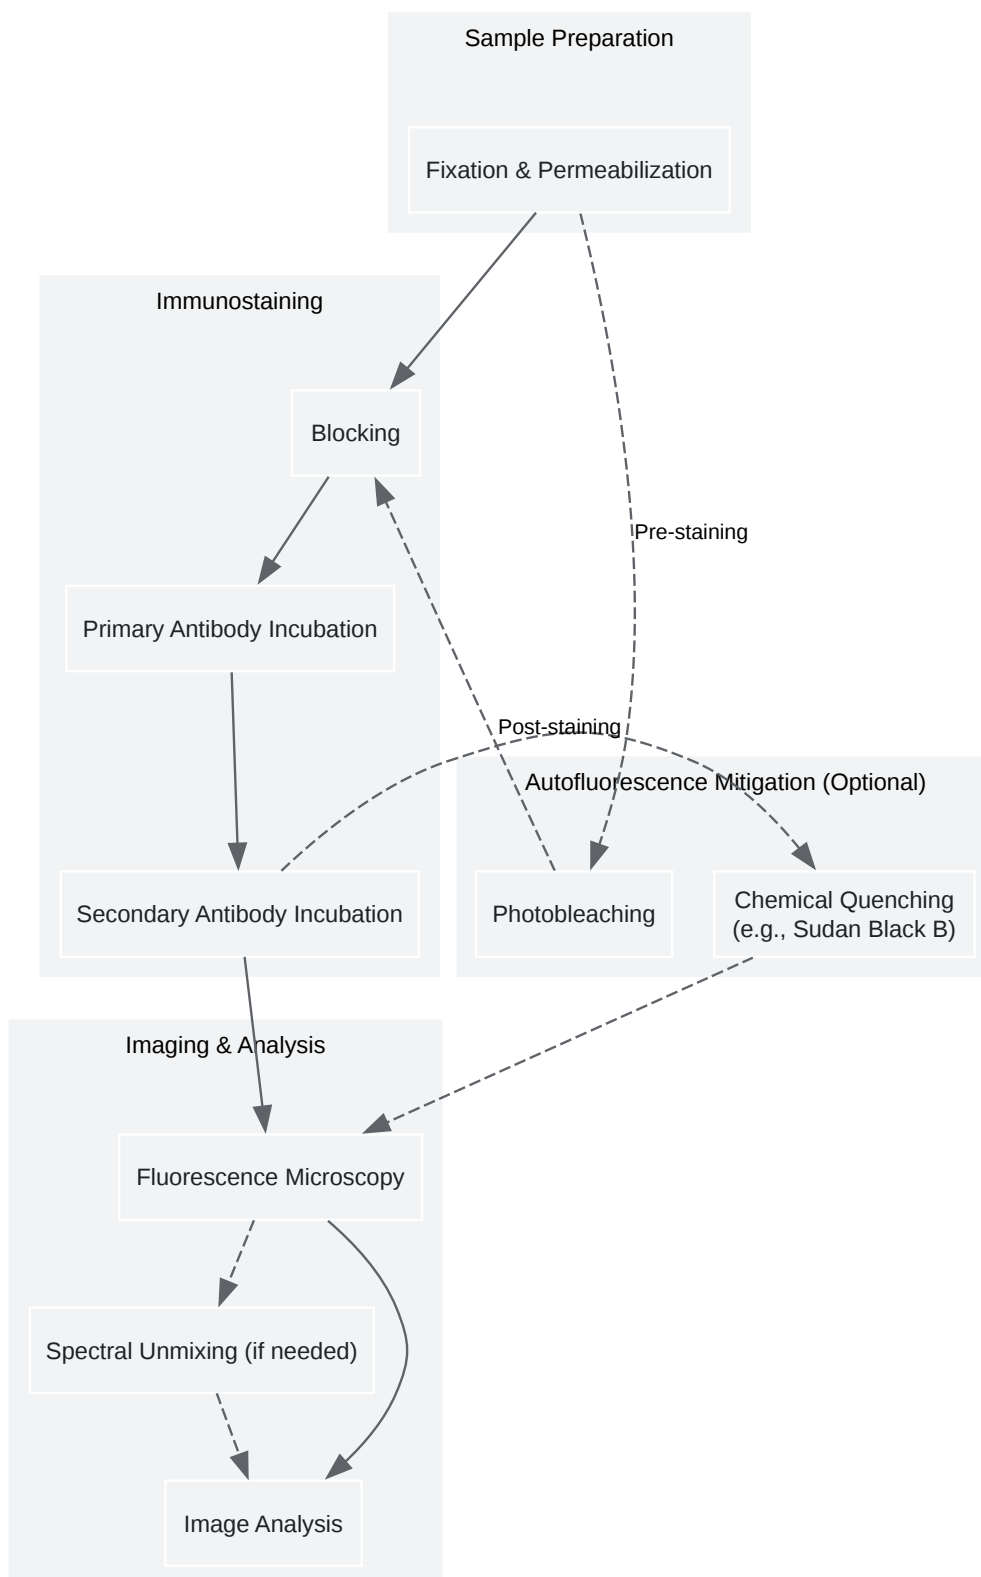 Sample Preparation
Fixation & Permeabilization
Immunostaining
Blocking
Pre-staining
Primary Antibody Incubation
Post-staining
Autofluorescence Mitigation (Optional)
Secondary Antibody Incubation
Photobleaching
Chemical Quenching
(e.g., Sudan Black B)
Imaging & Analysis
Fluorescence Microscopy
Spectral Unmixing (if needed)
Image Analysis